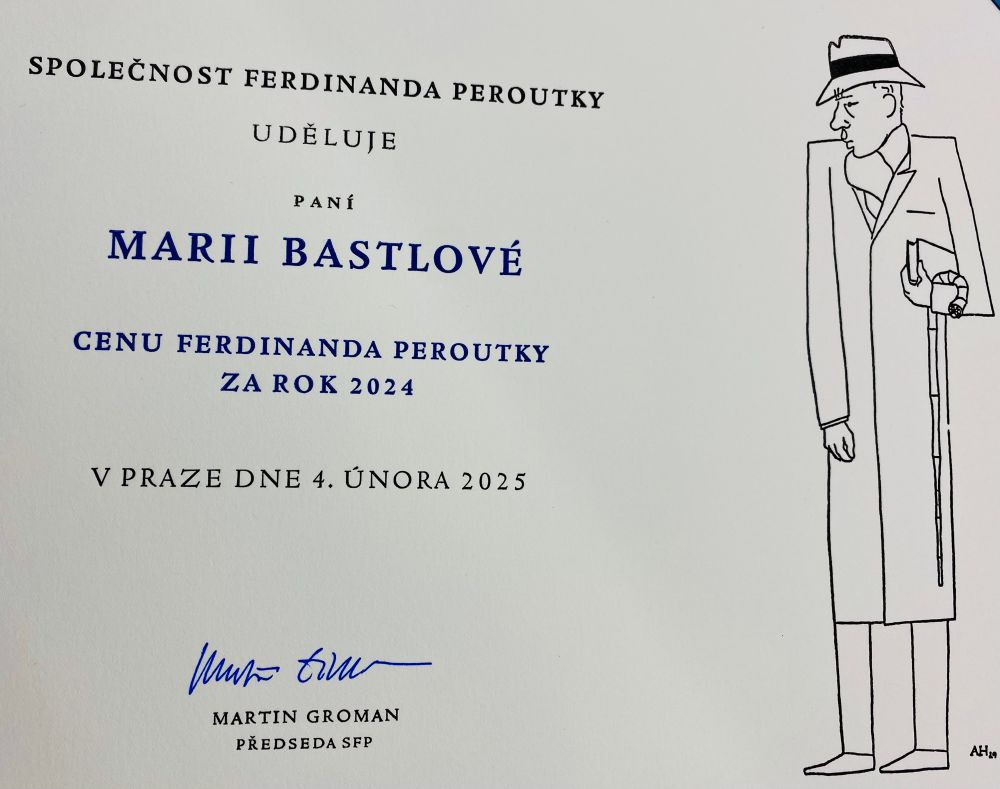 SPOLEČNOST FERDINANDA PEROUTKY
UDĚLUJE
PANÍ
MARII BASTLOVÉ
CENU FERDINANDA PEROUTKY
ZA ROK 2024
V PRAZE DNE 4. ÚNORA 2025
MARTIN GROMAN
PŘEDSEDA SFP
AH